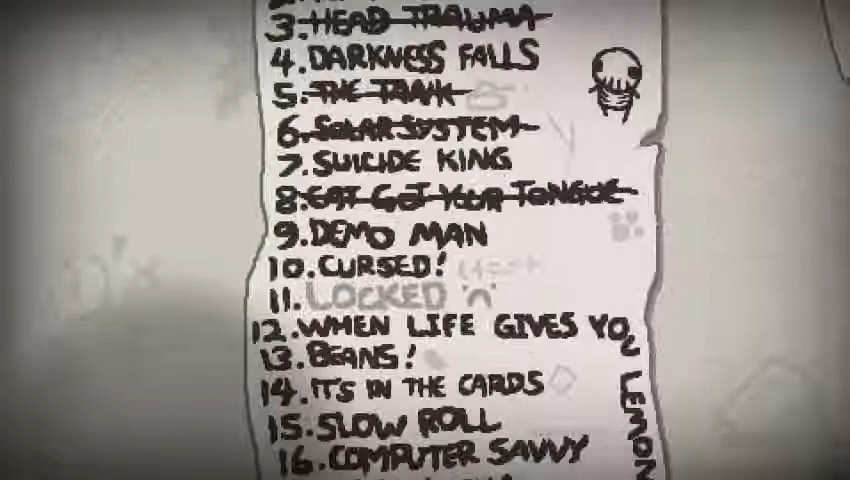 3. HEAD TRAUMA
4. DARKNESS FALLS
5. THE TANK
6. SOLAR SYSTEM
7. SUICIDE KING
8. CAT GOT YOUR TONGUE
9. DEMO MAN
10. CURSED!
11. LOCKED
12. WHEN LIFE GIVES YOU LEMON
13. BEANS!
14. IT'S IN THE CARDS
15. SLOW ROLL
16. COMPUTER SAVVY